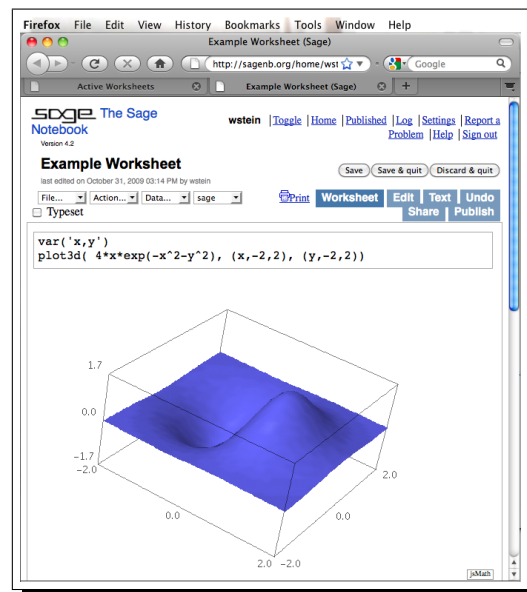 Firefox File Edit View History Bookmarks Tools Window Help
Example Worksheet (Sage)
http://sagenb.org/home/wst
Google
Active Worksheets
Example Worksheet (Sage)
SAGE The Sage Notebook
Version 4.2
wstein | Toggle | Home | Published | Log | Settings | Report a Problem | Help | Sign out
Example Worksheet
last edited on October 31, 2009 03:14 PM by wstein
Save Save & quit Discard & quit
File... Action... Data... sage
Typeset
Print Worksheet Edit Text Undo
Share Publish
var('x,y')
plot3d( 4*x*exp(-x^2-y^2), (x,-2,2), (y,-2,2))
1.7
0.0
-1.7
-2.0
0.0
2.0
-2.0
0.0
2.0
jsMath